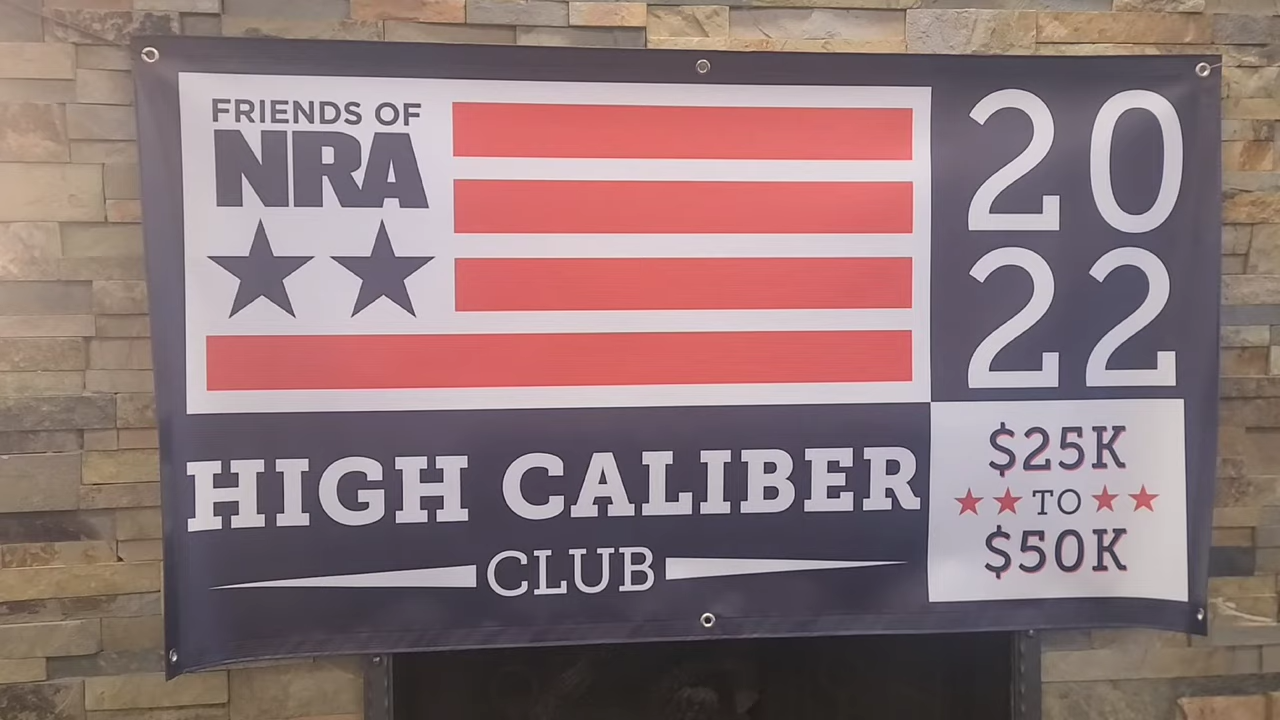 FRIENDS OF
NRA
20
22
HIGH CALIBER
CLUB
$25K
TO
$50K